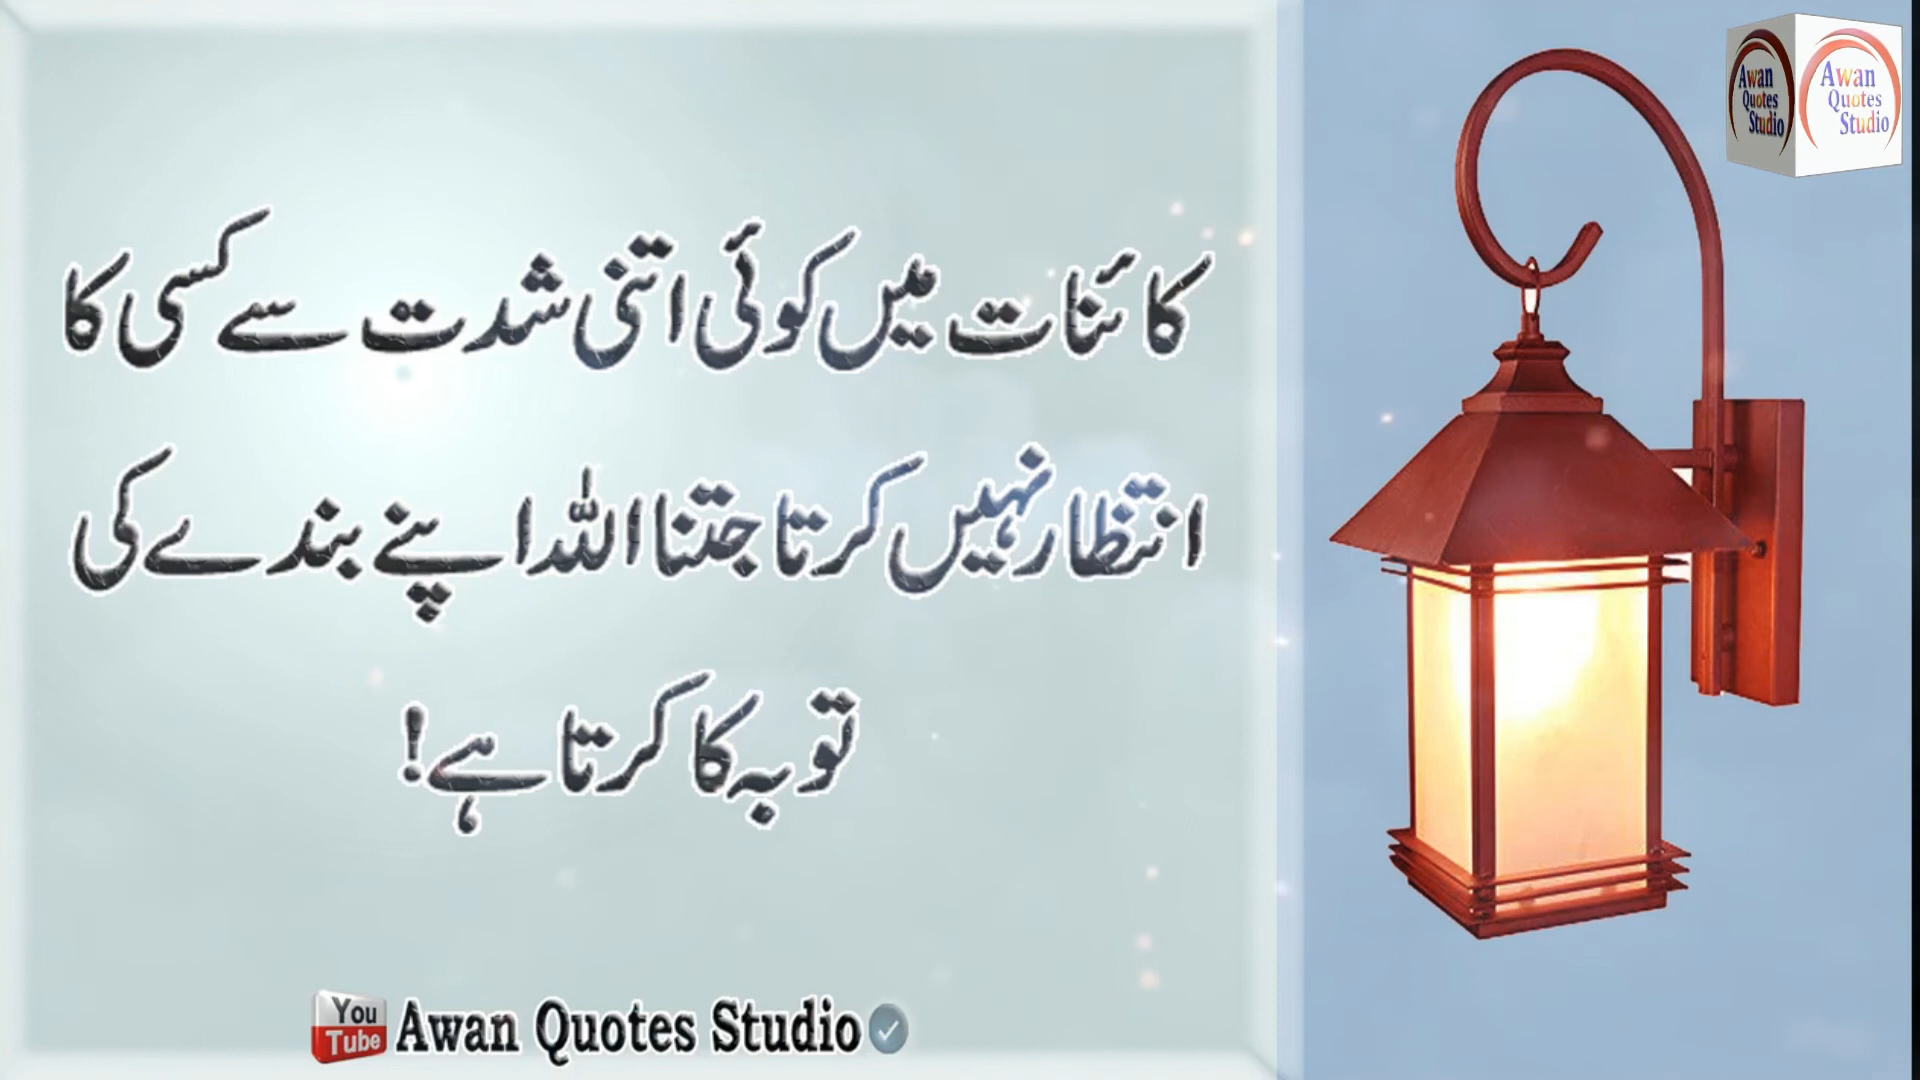 کائنات میں کوئی اتنی شدت سے کسی کا
انتظار نہیں کرتا جتنا اللہ اپنے بندے کی
توبہ کا کرتا ہے!
You
Tube
Awan Quotes Studio
Awan
Quotes
Studio
Awan
Quotes
Studio